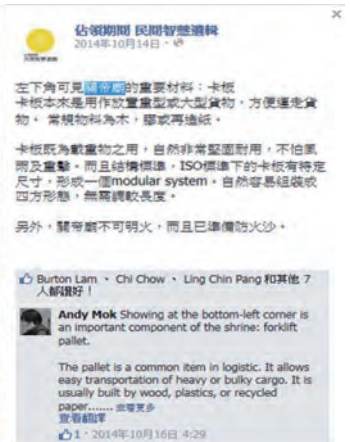 佔領期間 民間智慧選輯
2014年10月14日 ·
左下角可見關帝廟的重要材料：卡板
卡板本來是用作放置重型或大型貨物，方便運走貨
物。 常規物料為木，膠或再造紙。
卡板既為載重物之用，自然非常堅固耐用，不怕風
雨及重擊。而且結構標準，ISO標準下的卡板有特定
尺寸，形成一個modular system。自然容易組裝成
四方形態，無需調較長度。
另外，關帝廟不可明火，而且已準備防火沙。
Burton Lam、Chi Chow、Ling Chin Pang 和其他 7
人都說好！
Andy Mok Showing at the bottom-left corner is
an important component of the shrine: forklift
pallet.
The pallet is a common item in logistic. It allows
easy transportation of heavy or bulky cargo. It is
usually built by wood, plastics, or recycled
paper....... 查看更多
查看翻譯
1 · 2014年10月16日 4:29